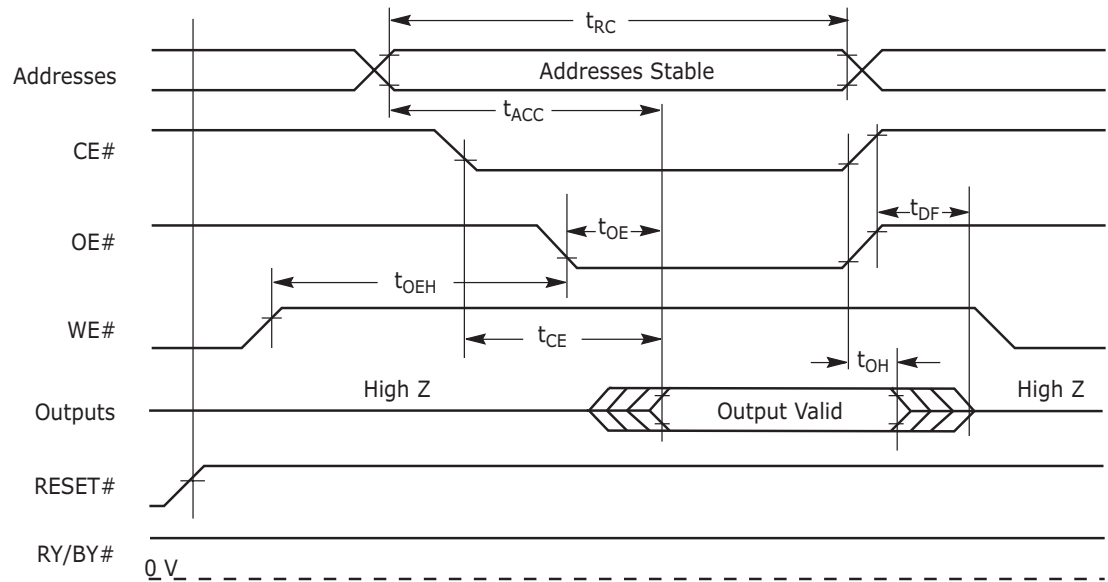 tRC
Addresses
Addresses Stable
tACC
CE#
tDF
OE#
tOE
tOEH
WE#
tCE
tOH
High Z
High Z
Outputs
Output Valid
RESET#
RY/BY#
0 V